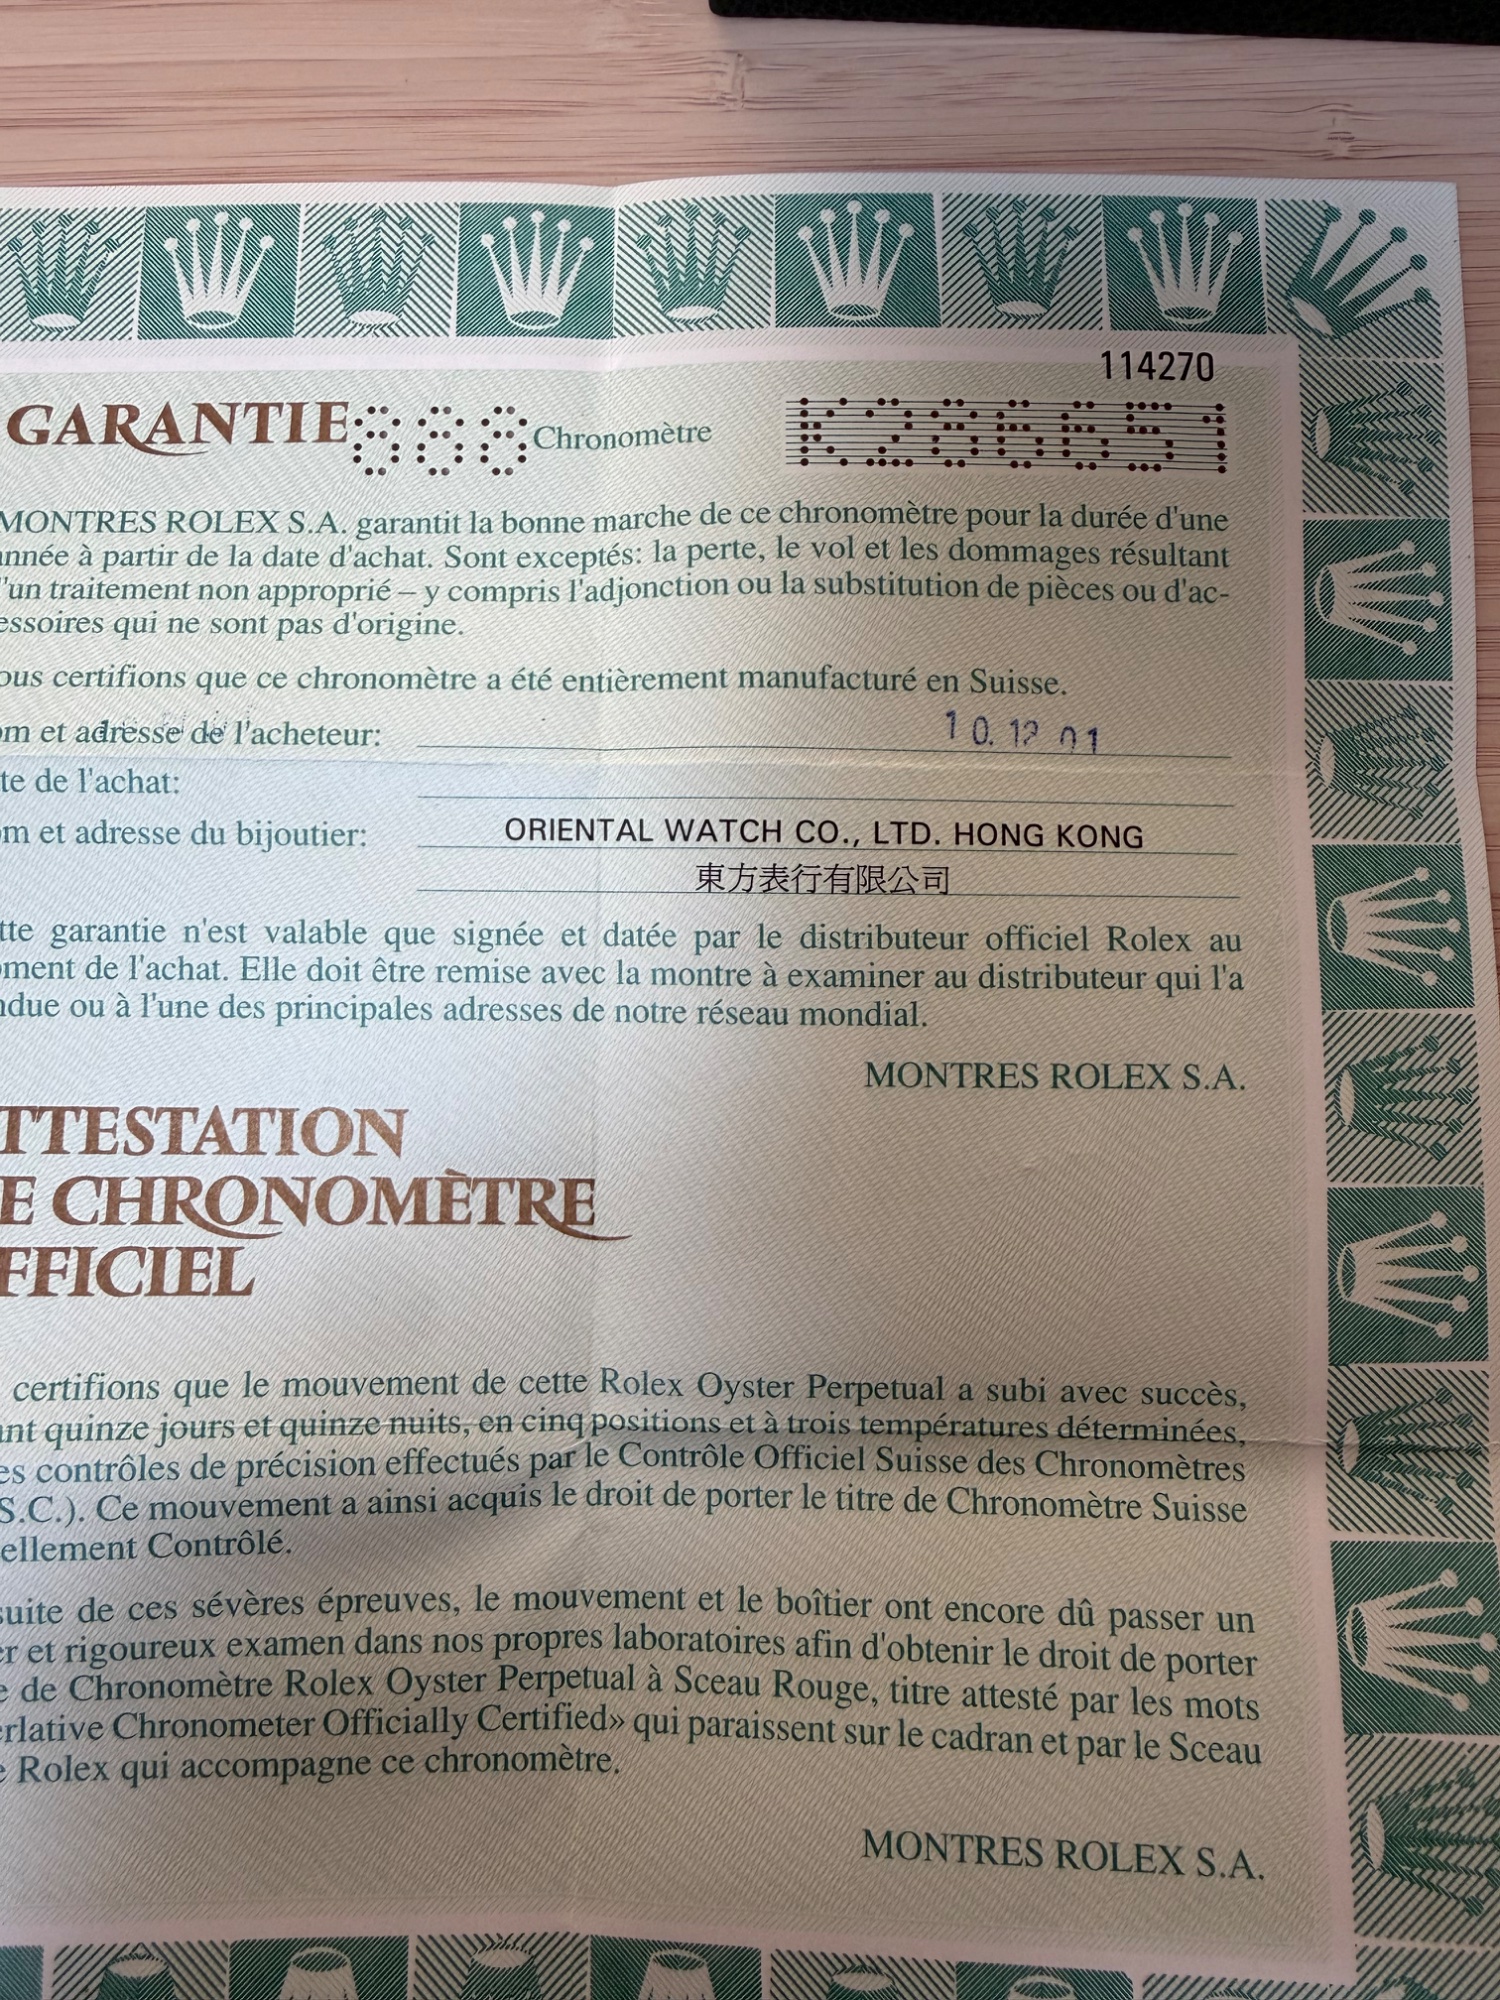 114270
GARANTIE 888 Chronomètre K286651
MONTRES ROLEX S.A. garantit la bonne marche de ce chronomètre pour la durée d'une
nnée à partir de la date d'achat. Sont exceptés: la perte, le vol et les dommages résultant
'un traitement non approprié – y compris l'adjonction ou la substitution de pièces ou d'ac-
essoires qui ne sont pas d'origine.
ous certifions que ce chronomètre a été entièrement manufacturé en Suisse.
om et adresse de l'acheteur: 10. 12 01
te de l'achat:
om et adresse du bijoutier: ORIENTAL WATCH CO., LTD. HONG KONG
東方表行有限公司
tte garantie n'est valable que signée et datée par le distributeur officiel Rolex au
oment de l'achat. Elle doit être remise avec la montre à examiner au distributeur qui l'a
ndue ou à l'une des principales adresses de notre réseau mondial.
MONTRES ROLEX S.A.
TTESTATION
E CHRONOMÈTRE
FFICIEL
certifions que le mouvement de cette Rolex Oyster Perpetual a subi avec succès,
ant quinze jours et quinze nuits, en cinq positions et à trois températures déterminées,
es contrôles de précision effectués par le Contrôle Officiel Suisse des Chronomètres
S.C.). Ce mouvement a ainsi acquis le droit de porter le titre de Chronomètre Suisse
ellement Contrôlé.
suite de ces sévères épreuves, le mouvement et le boîtier ont encore dû passer un
er et rigoureux examen dans nos propres laboratoires afin d'obtenir le droit de porter
e de Chronomètre Rolex Oyster Perpetual à Sceau Rouge, titre attesté par les mots
erlative Chronometer Officially Certified» qui paraissent sur le cadran et par le Sceau
e Rolex qui accompagne ce chronomètre.
MONTRES ROLEX S.A.